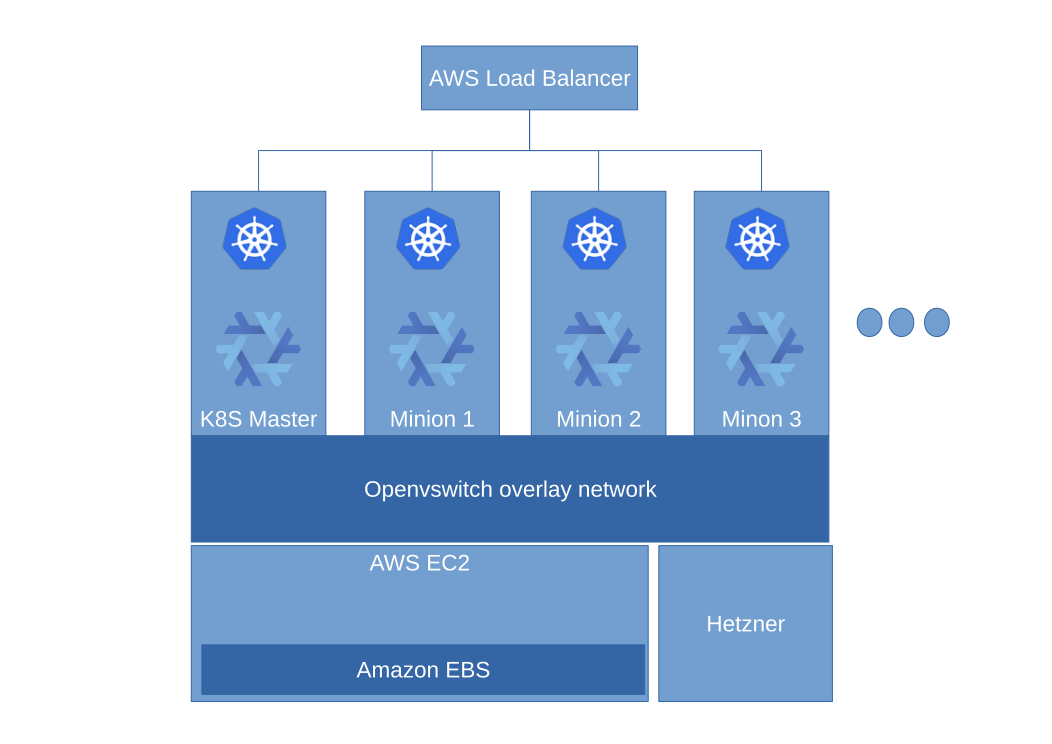 AWS Load Balancer
K8S Master
Minion 1
Minion 2
Minon 3
Openvswitch overlay network
AWS EC2
Hetzner
Amazon EBS